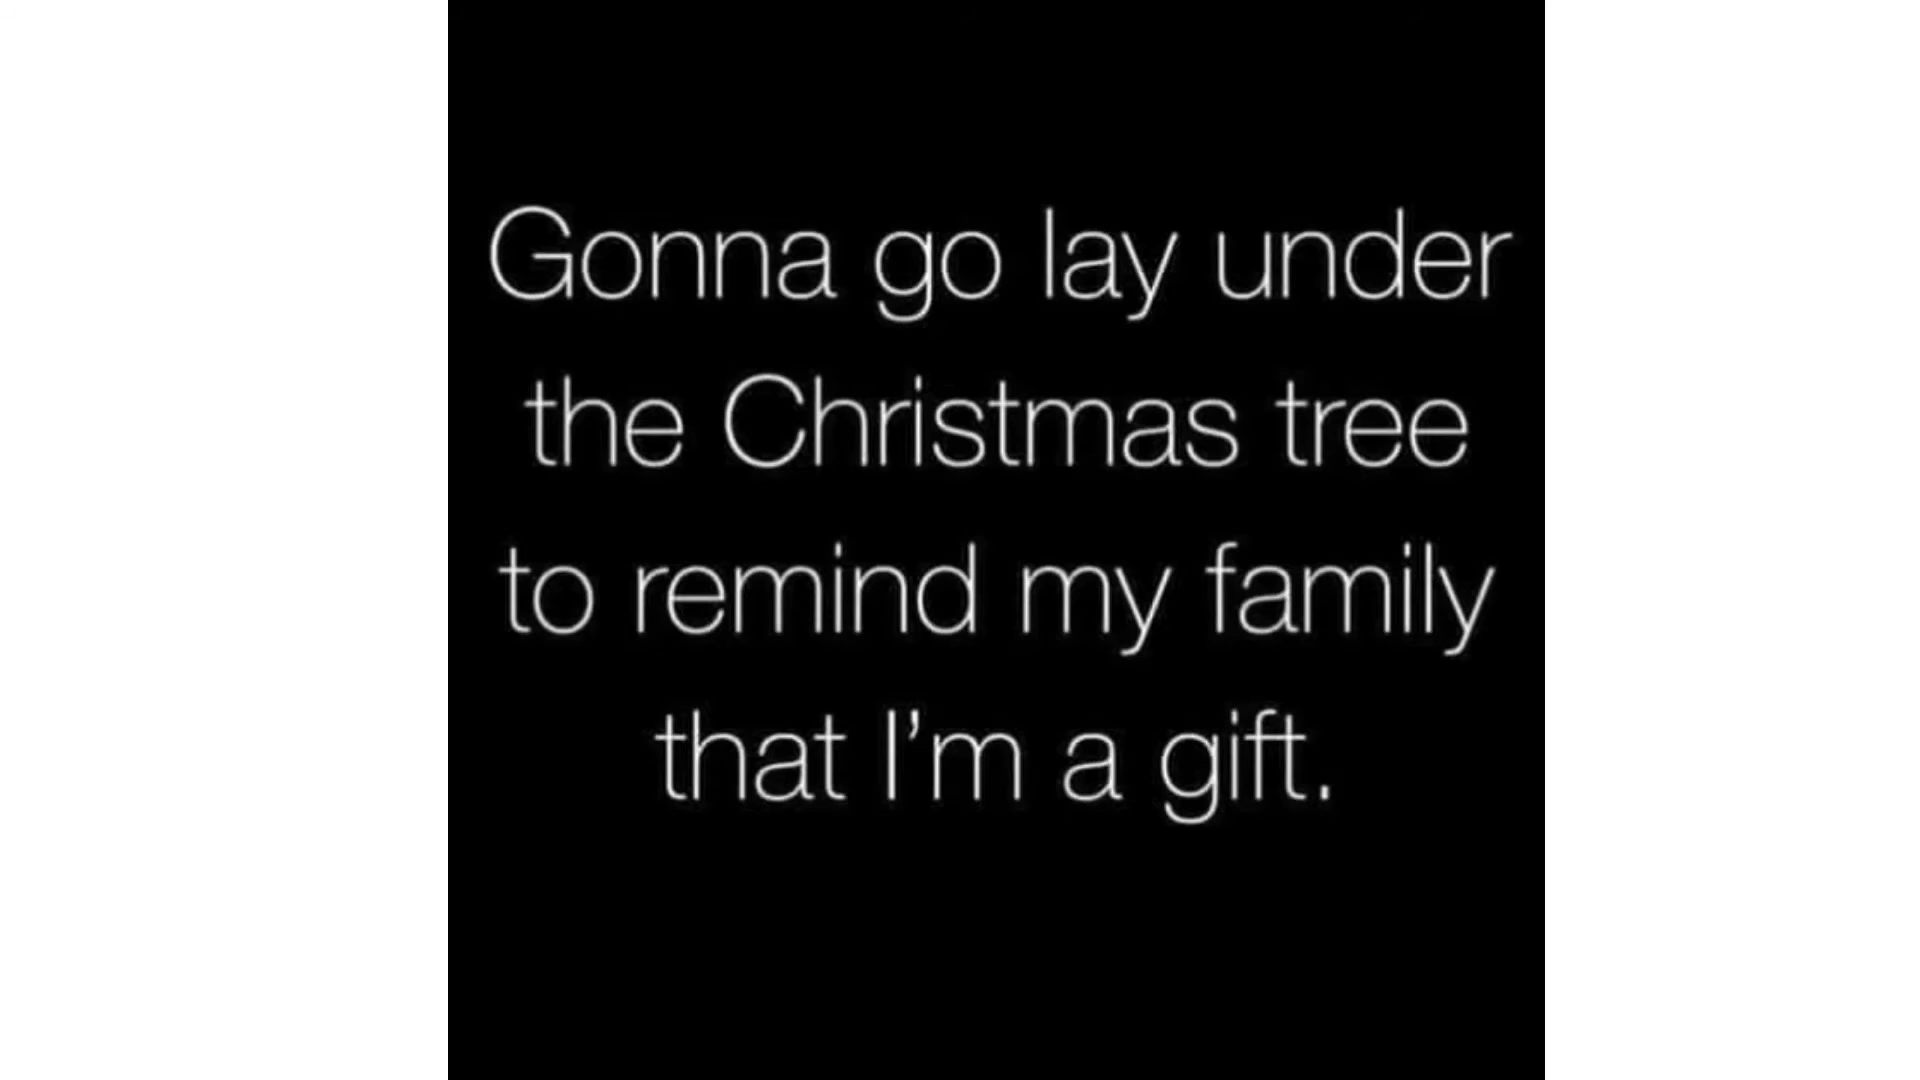 Gonna go lay under
the Christmas tree
to remind my family
that I’m a gift.